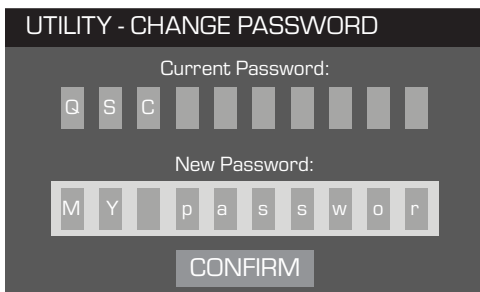 UTILITY - CHANGE PASSWORD
Current Password:
Q S C
New Password:
M Y p a s s w o r
CONFIRM